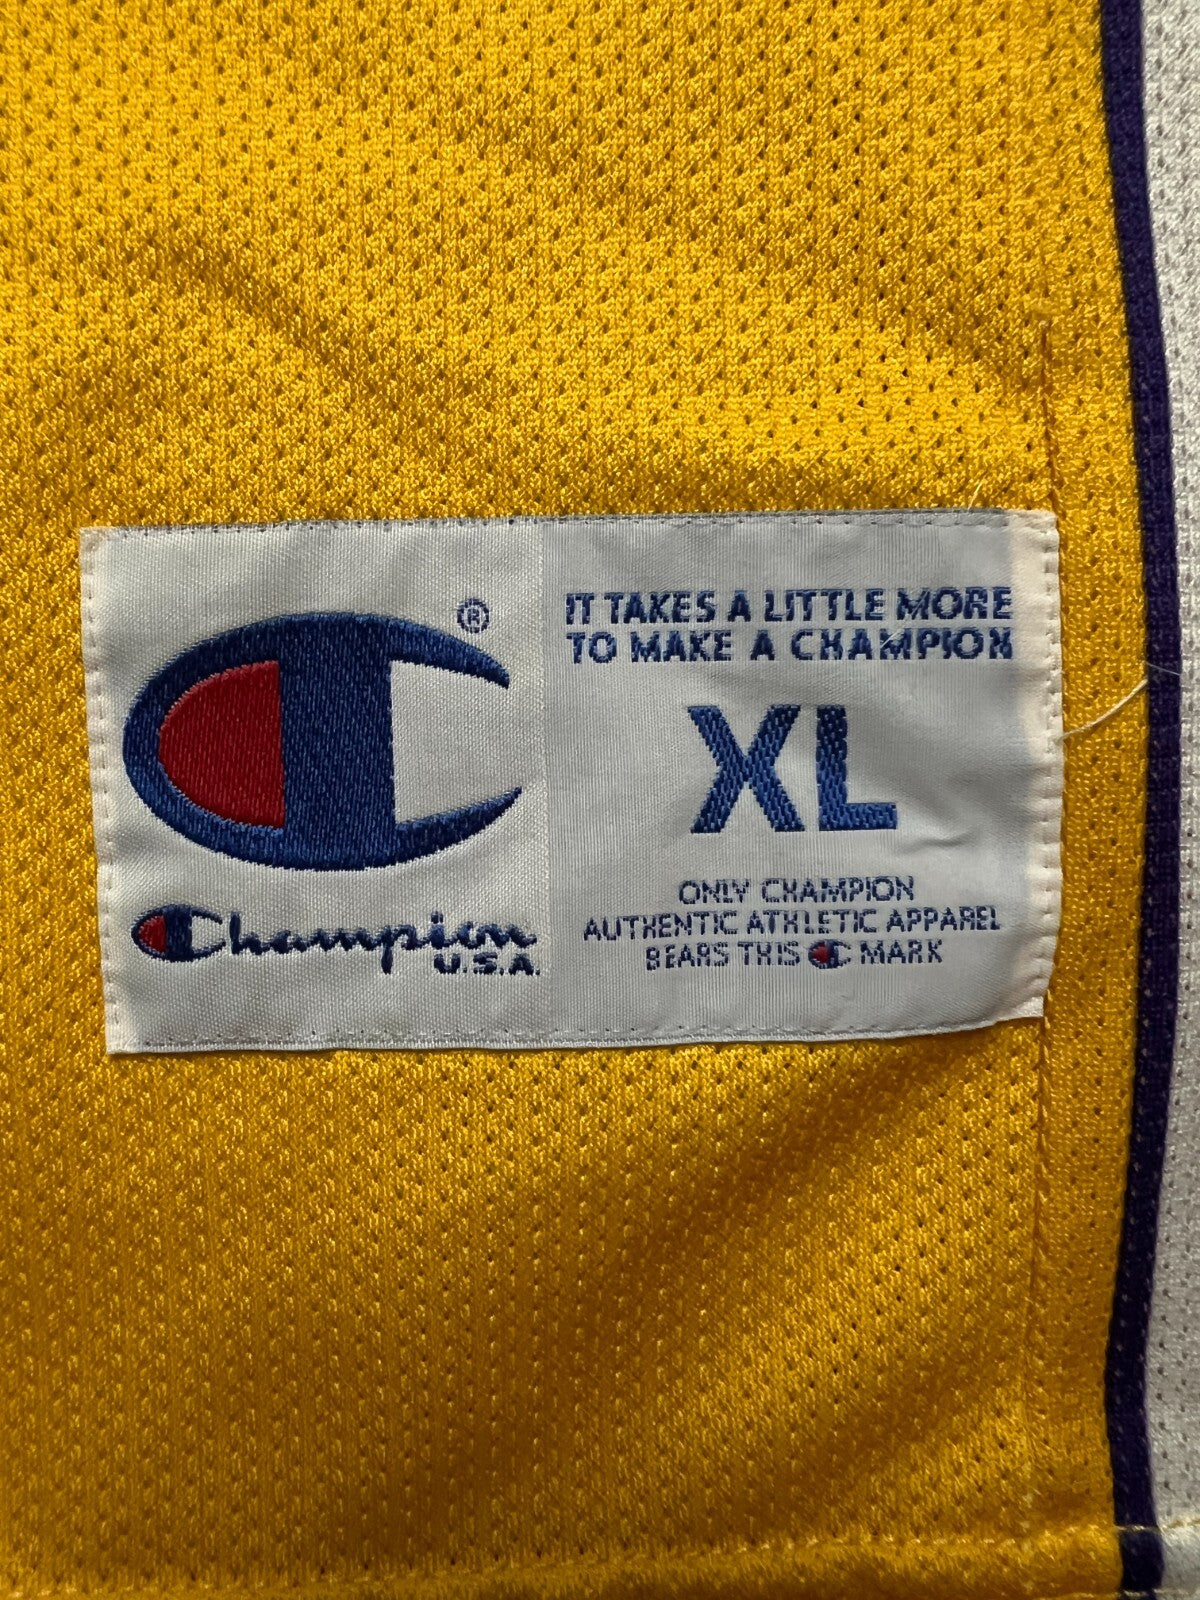 ®
IT TAKES A LITTLE MORE
TO MAKE A CHAMPION
XL
Champion
U.S.A.
ONLY CHAMPION
AUTHENTIC ATHLETIC APPAREL
BEARS THIS C MARK